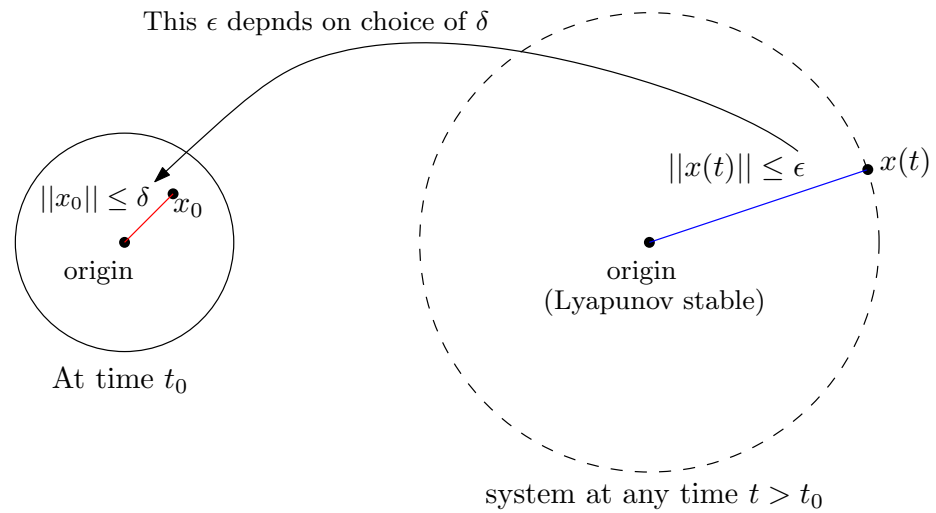 This ϵ depnds on choice of δ
||x₀|| ≤ δ
x₀
origin
At time t₀
||x(t)|| ≤ ϵ
x(t)
origin
(Lyapunov stable)
system at any time t > t₀